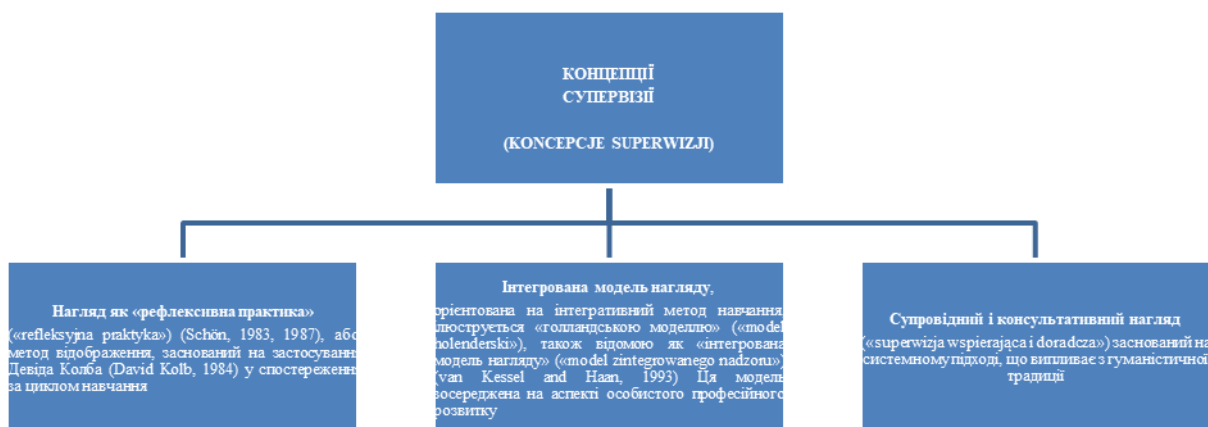 КОНЦЕПЦІЇ
СУПЕРВІЗІЇ
(KONCEPCJE SUPERWIZJI)
Нагляд як «рефлексивна практика»
(«refleksyjna praktyka») (Schön, 1983, 1987), або
метод відображення, заснований на застосуванн
Девіда Колба (David Kolb, 1984) у спостережен
за циклом навчання
Інтегрована модель нагляду,
орієнтована на інтегративний метод навчання
ілюструється «голландською моделлю» («model
holenderski»), також відомою як «інтегрована
модель нагляду» («model zintegrowanego nadzoru»)
(van Kessel and Haan, 1993) Ця модель
зосереджена на аспекті особистого професійного
розвитку
Супровідний і консультативний нагляд
(«superwizja wspierająca i doradcza») заснований на
системному підході, що випливає з гуманістичної
традиції